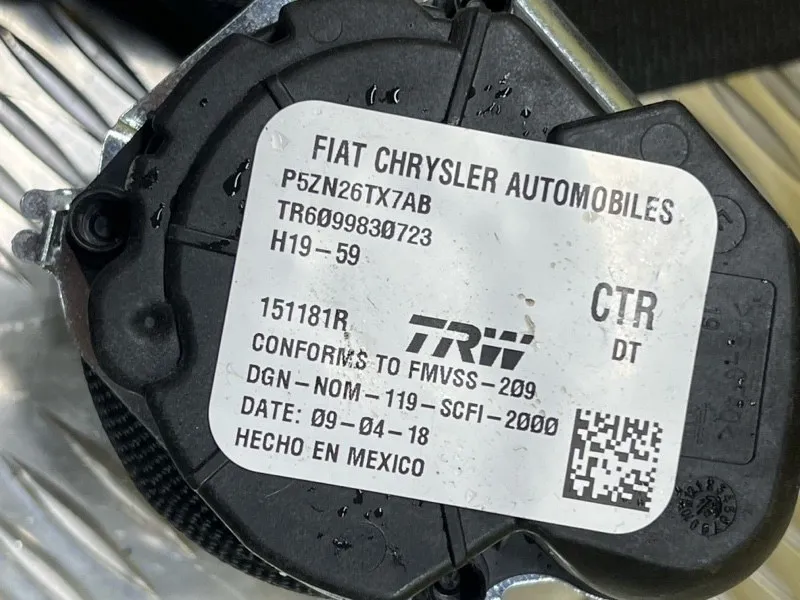 FIAT CHRYSLER AUTOMOBILES
P5ZN26TX7AB
TR6099830723
H19-59
CTR
DT
151181R
TRW
CONFORMS TO FMVSS-209
DGN-NOM-119-SCFI-2000
DATE: 09-04-18
HECHO EN MEXICO